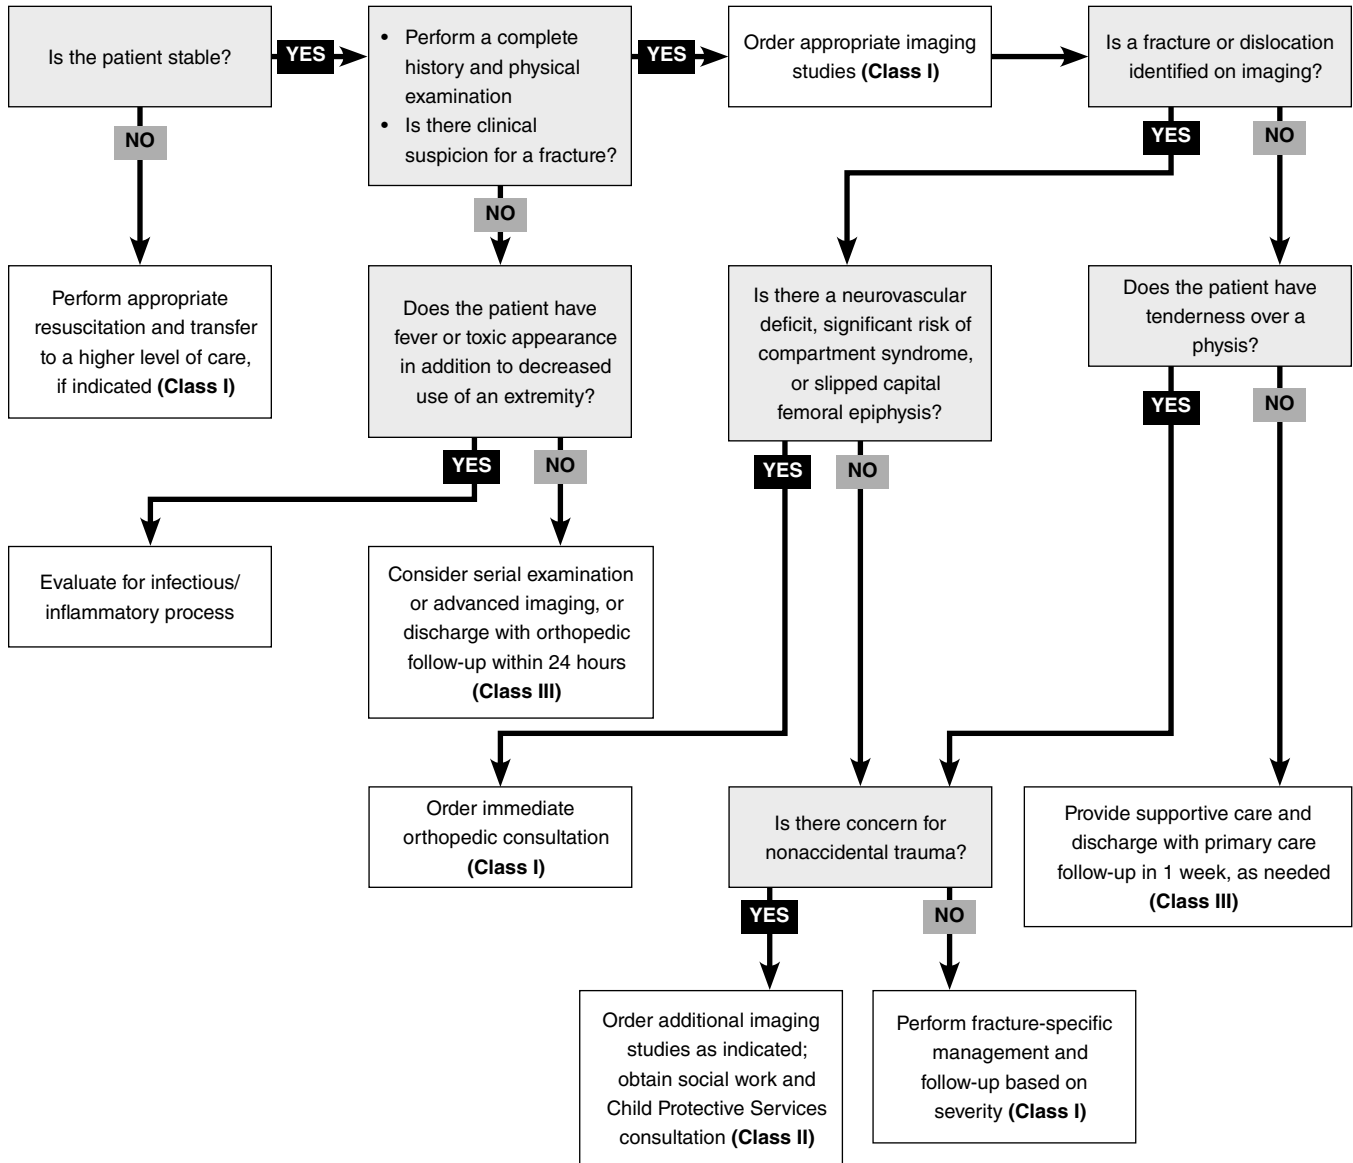 Is the patient stable?
YES
• Perform a complete
history and physical
examination
• Is there clinical
suspicion for a fracture?
YES
Order appropriate imaging
studies (Class I)
Is a fracture or dislocation
identified on imaging?
NO
NO
YES
NO
Perform appropriate
resuscitation and transfer
to a higher level of care,
if indicated (Class I)
Does the patient have
fever or toxic appearance
in addition to decreased
use of an extremity?
Is there a neurovascular
deficit, significant risk of
compartment syndrome,
or slipped capital
femoral epiphysis?
Does the patient have
tenderness over a
physis?
YES
NO
YES
NO
YES
NO
Evaluate for infectious/
inflammatory process
Consider serial examination
or advanced imaging, or
discharge with orthopedic
follow-up within 24 hours
(Class III)
Order immediate
orthopedic consultation
(Class I)
Is there concern for
nonaccidental trauma?
Provide supportive care and
discharge with primary care
follow-up in 1 week, as needed
(Class III)
YES
NO
Order additional imaging
studies as indicated;
obtain social work and
Child Protective Services
consultation (Class II)
Perform fracture-specific
management and
follow-up based on
severity (Class I)